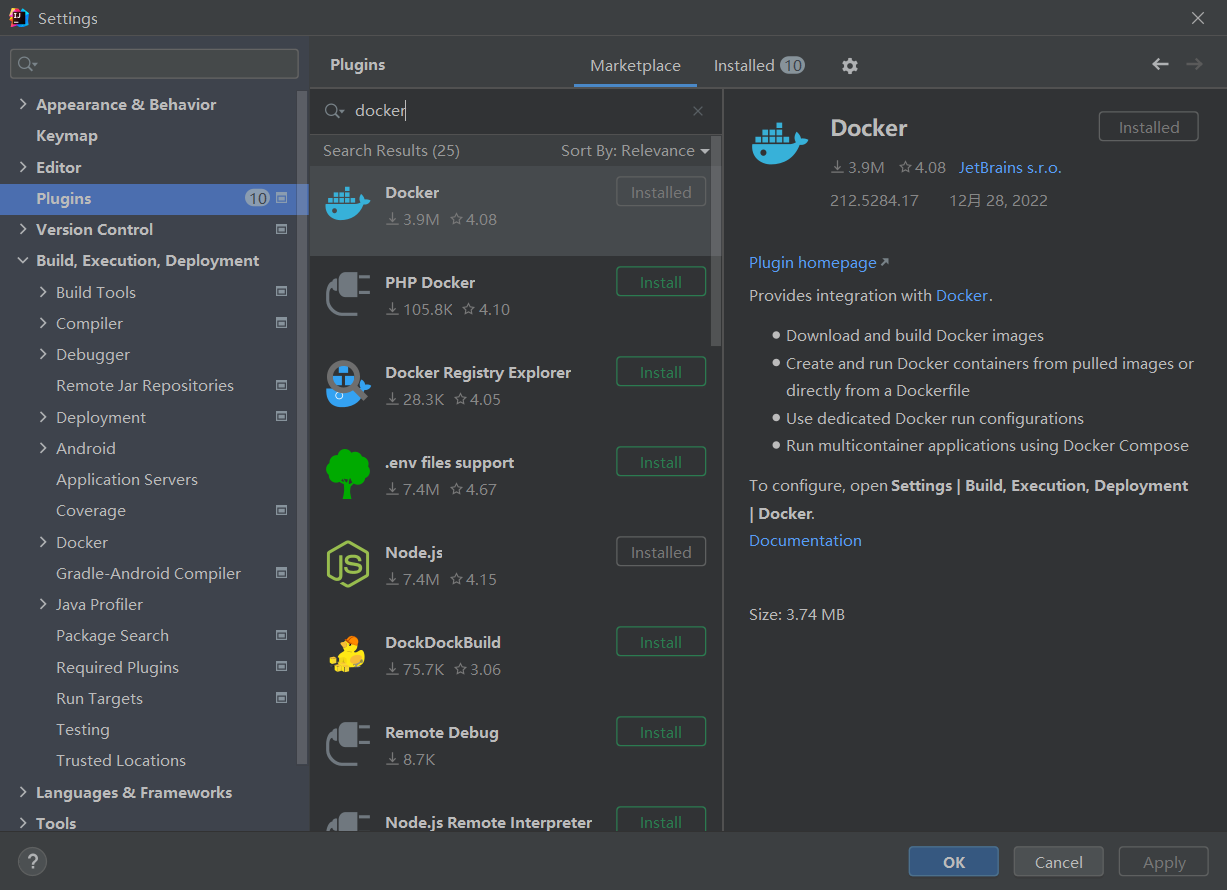 Settings
Plugins
Marketplace
Installed 10
Appearance & Behavior
Keymap
Editor
Plugins 10
Version Control
Build, Execution, Deployment
Build Tools
Compiler
Debugger
Remote Jar Repositories
Deployment
Android
Application Servers
Coverage
Docker
Gradle-Android Compiler
Java Profiler
Package Search
Required Plugins
Run Targets
Testing
Trusted Locations
Languages & Frameworks
Tools
docker
Search Results (25) Sort By: Relevance
Docker Installed
3.9M 4.08
PHP Docker Install
105.8K 4.10
Docker Registry Explorer Install
28.3K 4.05
.env files support Install
7.4M 4.67
Node.js Installed
7.4M 4.15
DockDockBuild Install
75.7K 3.06
Remote Debug Install
8.7K
Node.js Remote Interpreter Install
Docker Installed
3.9M 4.08 JetBrains s.r.o.
212.5284.17 12月 28, 2022
Plugin homepage
Provides integration with Docker.
Download and build Docker images
Create and run Docker containers from pulled images or
directly from a Dockerfile
Use dedicated Docker run configurations
Run multicontainer applications using Docker Compose
To configure, open Settings | Build, Execution, Deployment
| Docker.
Documentation
Size: 3.74 MB
? OK Cancel Apply